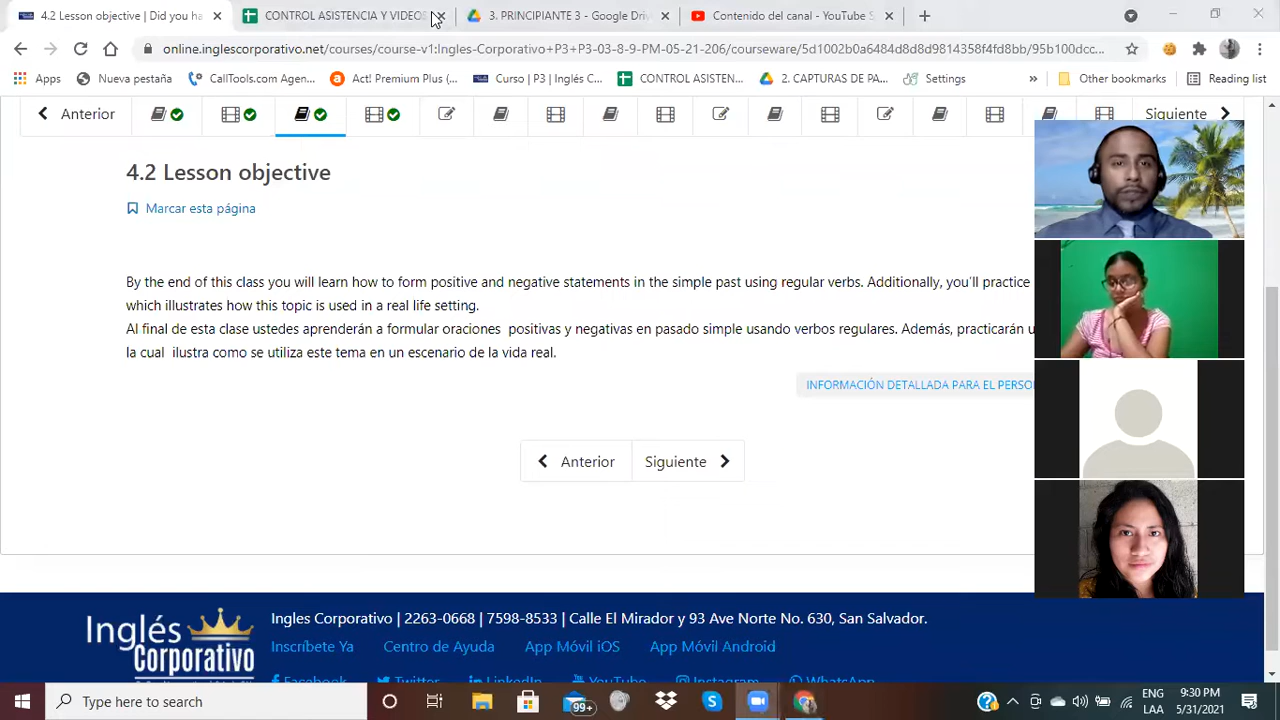 4.2 Lesson objective | Did you ha
CONTROL ASISTENCIA Y VIDEOS
3. PRINCIPIANTE 3 - Google Driv
Contenido del canal - YouTube S
online.inglescorporativo.net/courses/course-v1:Ingles-Corporativo+P3+P3-03-8-9-PM-05-21-206/courseware/5d1002b0a6484d8d8d9814358f4fd8bb/95b100dcc...
Apps
Nueva pestaña
CallTools.com Agen...
Act! Premium Plus (...
Curso | P3 | Inglés C...
CONTROL ASISTEN...
2. CAPTURAS DE PA...
Settings
»
Other bookmarks
Reading list
Anterior
Siguiente
4.2 Lesson objective
Marcar esta página
By the end of this class you will learn how to form positive and negative statements in the simple past using regular verbs. Additionally, you'll practice
which illustrates how this topic is used in a real life setting.
Al final de esta clase ustedes aprenderán a formular oraciones positivas y negativas en pasado simple usando verbos regulares. Además, practicarán u
la cual ilustra como se utiliza este tema en un escenario de la vida real.
INFORMACIÓN DETALLADA PARA EL PERSO
Anterior
Siguiente
Inglés
Corporativo
Ingles Corporativo | 2263-0668 | 7598-8533 | Calle El Mirador y 93 Ave Norte No. 630, San Salvador.
Inscríbete Ya
Centro de Ayuda
App Móvil iOS
App Móvil Android
Facebook
Twitter
LinkedIn
YouTube
Instagram
WhatsApp
Type here to search
99+
ENG
LAA
9:30 PM
5/31/2021